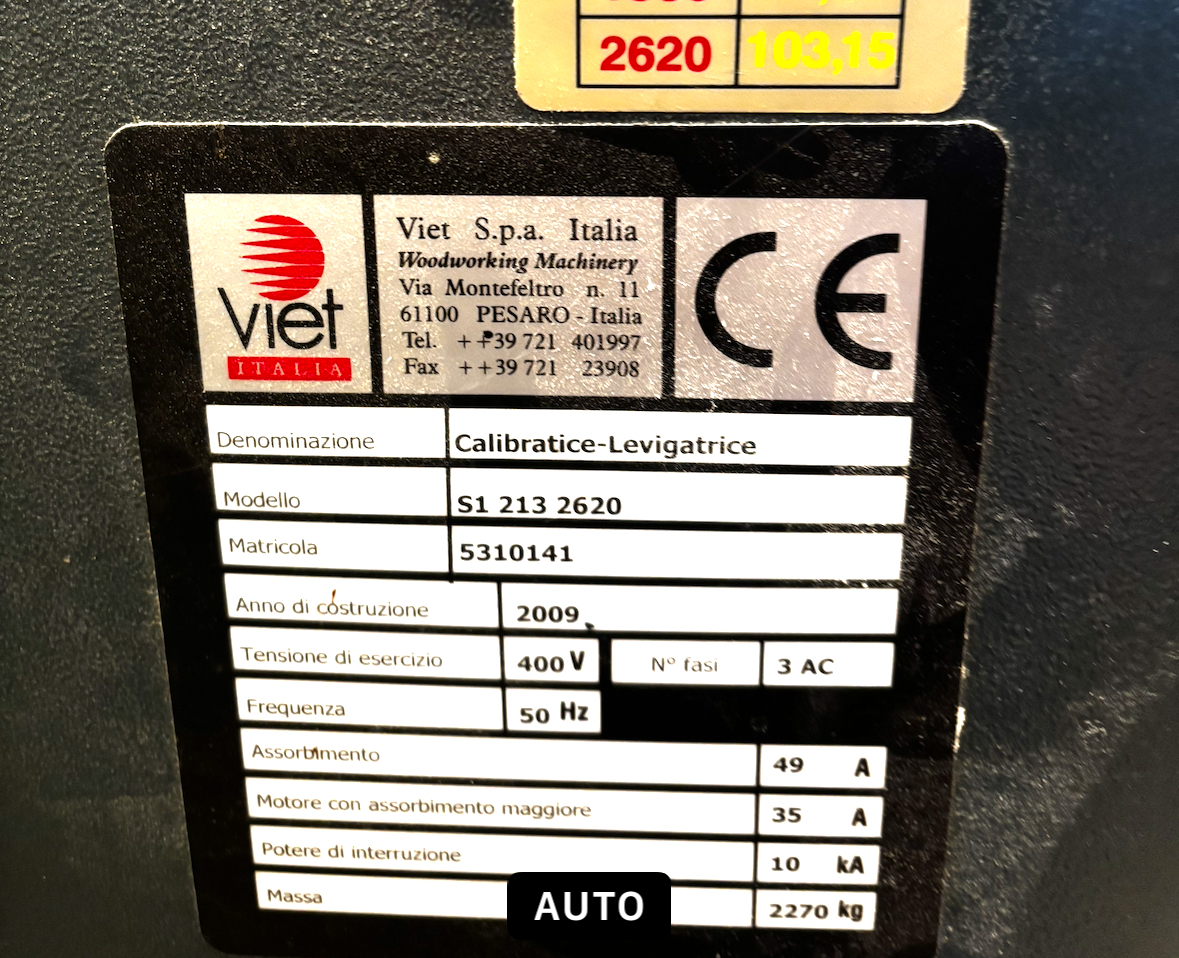 2620 103,15
Viet
ITALIA
Viet S.p.a. Italia
Woodworking Machinery
Via Montefeltro n. 11
61100 PESARO - Italia
Tel. ++39 721 401997
Fax ++39 721 23908
CE
Denominazione Calibratice-Levigatrice
Modello S1 213 2620
Matricola 5310141
Anno di costruzione 2009
Tensione di esercizio 400 V N° fasi 3 AC
Frequenza 50 Hz
Assorbimento 49 A
Motore con assorbimento maggiore 35 A
Potere di interruzione 10 kA
Massa 2270 kg
AUTO